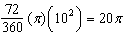 72/360 (π)(10²) = 20π